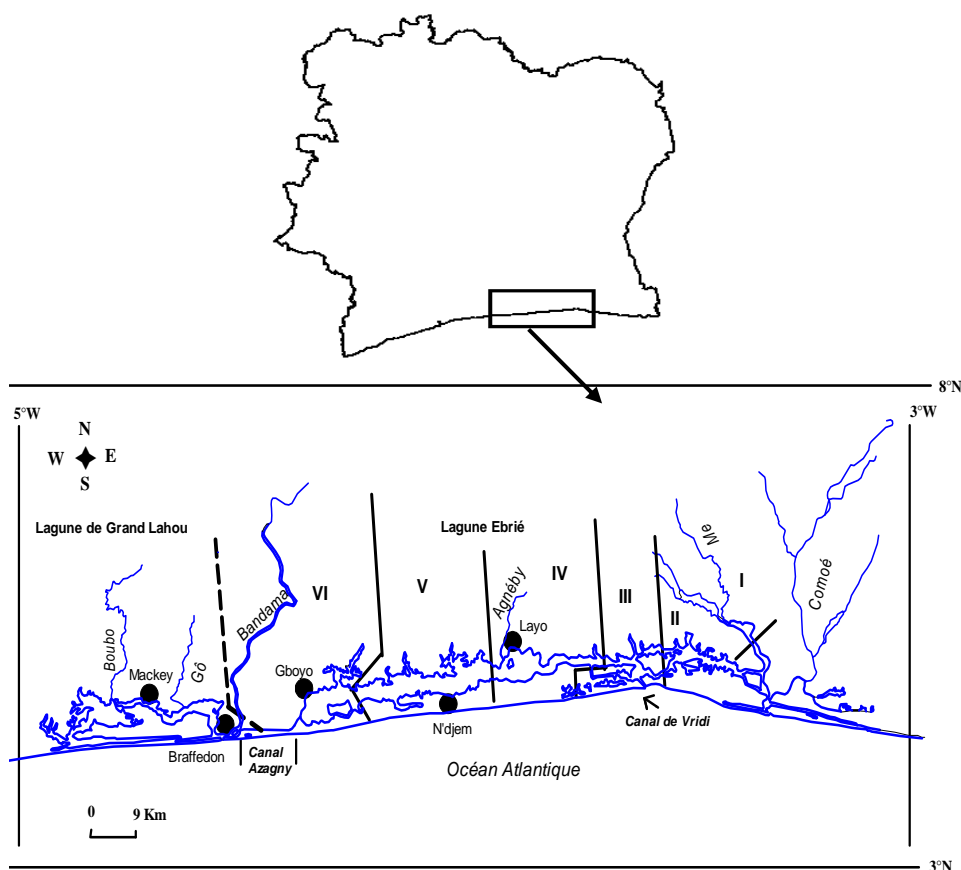 8°N
5°W
3°W
N
W E
S
Lagune de Grand Lahou
Lagune Ebrié
Me
I
Comoé
Bandama
VI
V
IV
Agnéby
III
II
Boubo
Layo
Mackey
Gô
Gboyo
N'djem
Canal de Vridi
Braffedon
Canal
Azagny
Océan Atlantique
0 9 Km
3°N